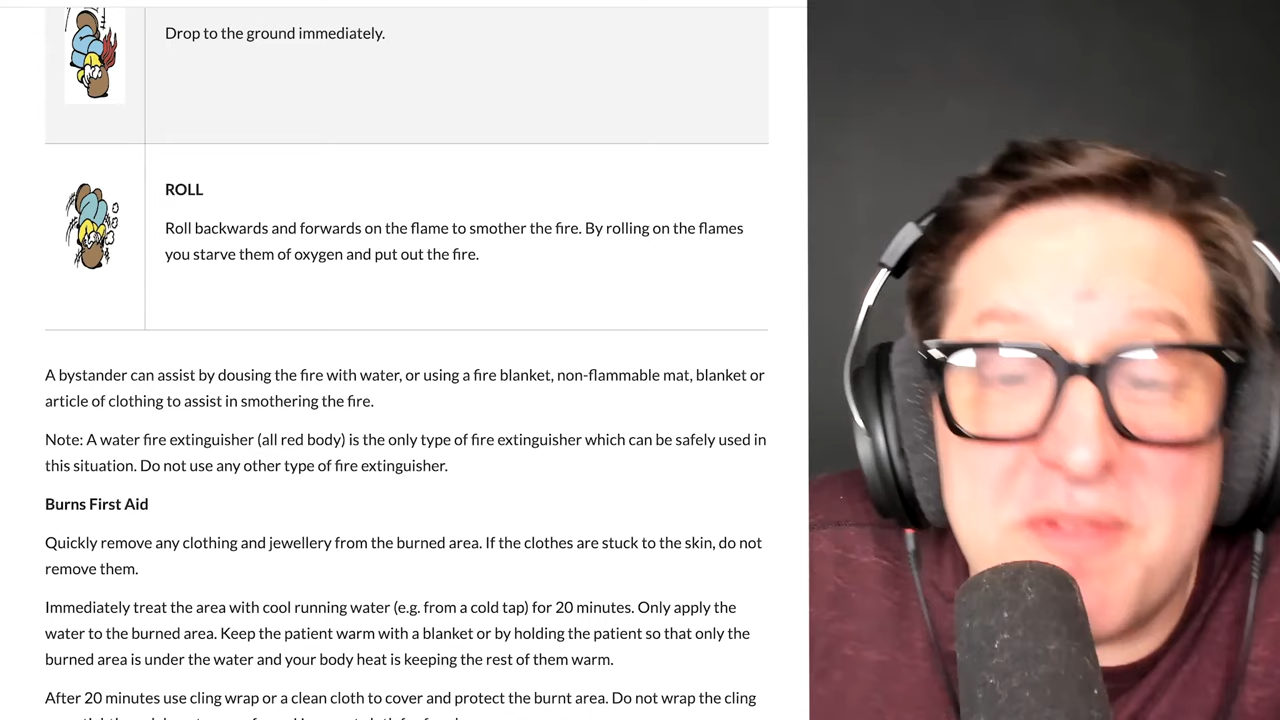 Drop to the ground immediately.
ROLL
Roll backwards and forwards on the flame to smother the fire. By rolling on the flames
you starve them of oxygen and put out the fire.
A bystander can assist by dousing the fire with water, or using a fire blanket, non-flammable mat, blanket or
article of clothing to assist in smothering the fire.
Note: A water fire extinguisher (all red body) is the only type of fire extinguisher which can be safely used in
this situation. Do not use any other type of fire extinguisher.
Burns First Aid
Quickly remove any clothing and jewellery from the burned area. If the clothes are stuck to the skin, do not
remove them.
Immediately treat the area with cool running water (e.g. from a cold tap) for 20 minutes. Only apply the
water to the burned area. Keep the patient warm with a blanket or by holding the patient so that only the
burned area is under the water and your body heat is keeping the rest of them warm.
After 20 minutes use cling wrap or a clean cloth to cover and protect the burnt area. Do not wrap the cling